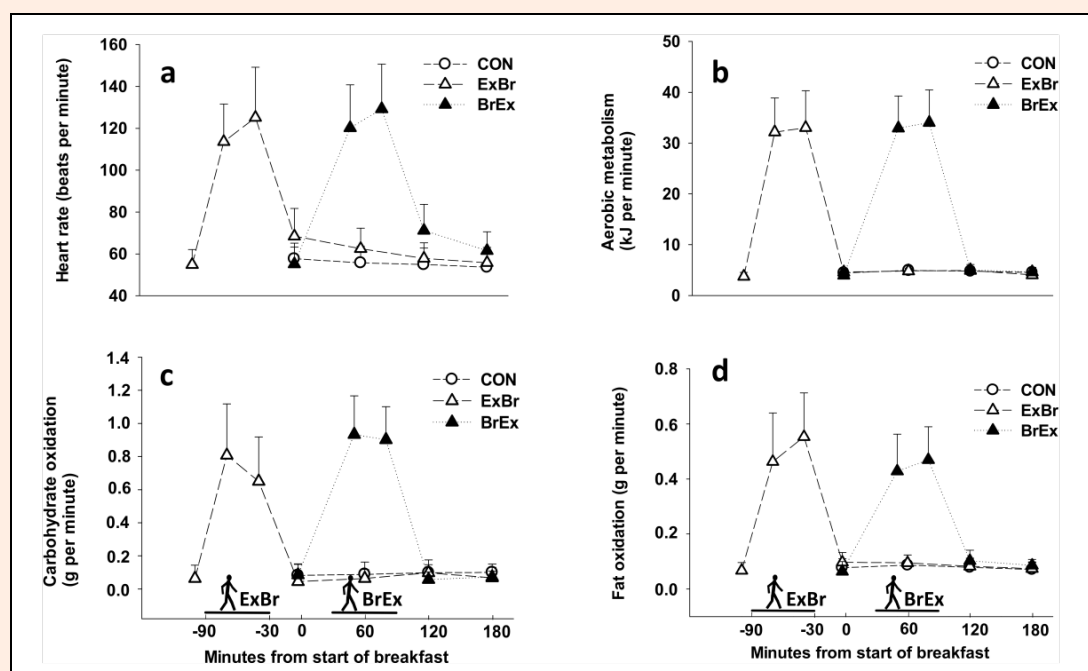 a
160
140
120
100
80
60
40
Heart rate (beats per minute)
CON
ExBr
BrEx
b
50
40
30
20
10
0
Aerobic metabolism
(kJ per minute)
CON
ExBr
BrEx
c
1.4
1.2
1.0
0.8
0.6
0.4
0.2
0.0
Carbohydrate oxidation
(g per minute)
CON
ExBr
BrEx
ExBr
BrEx
-90 -30 0 60 120 180
Minutes from start of breakfast
d
0.8
0.6
0.4
0.2
0.0
Fat oxidation (g per minute)
CON
ExBr
BrEx
ExBr
BrEx
-90 -30 0 60 120 180
Minutes from start of breakfast